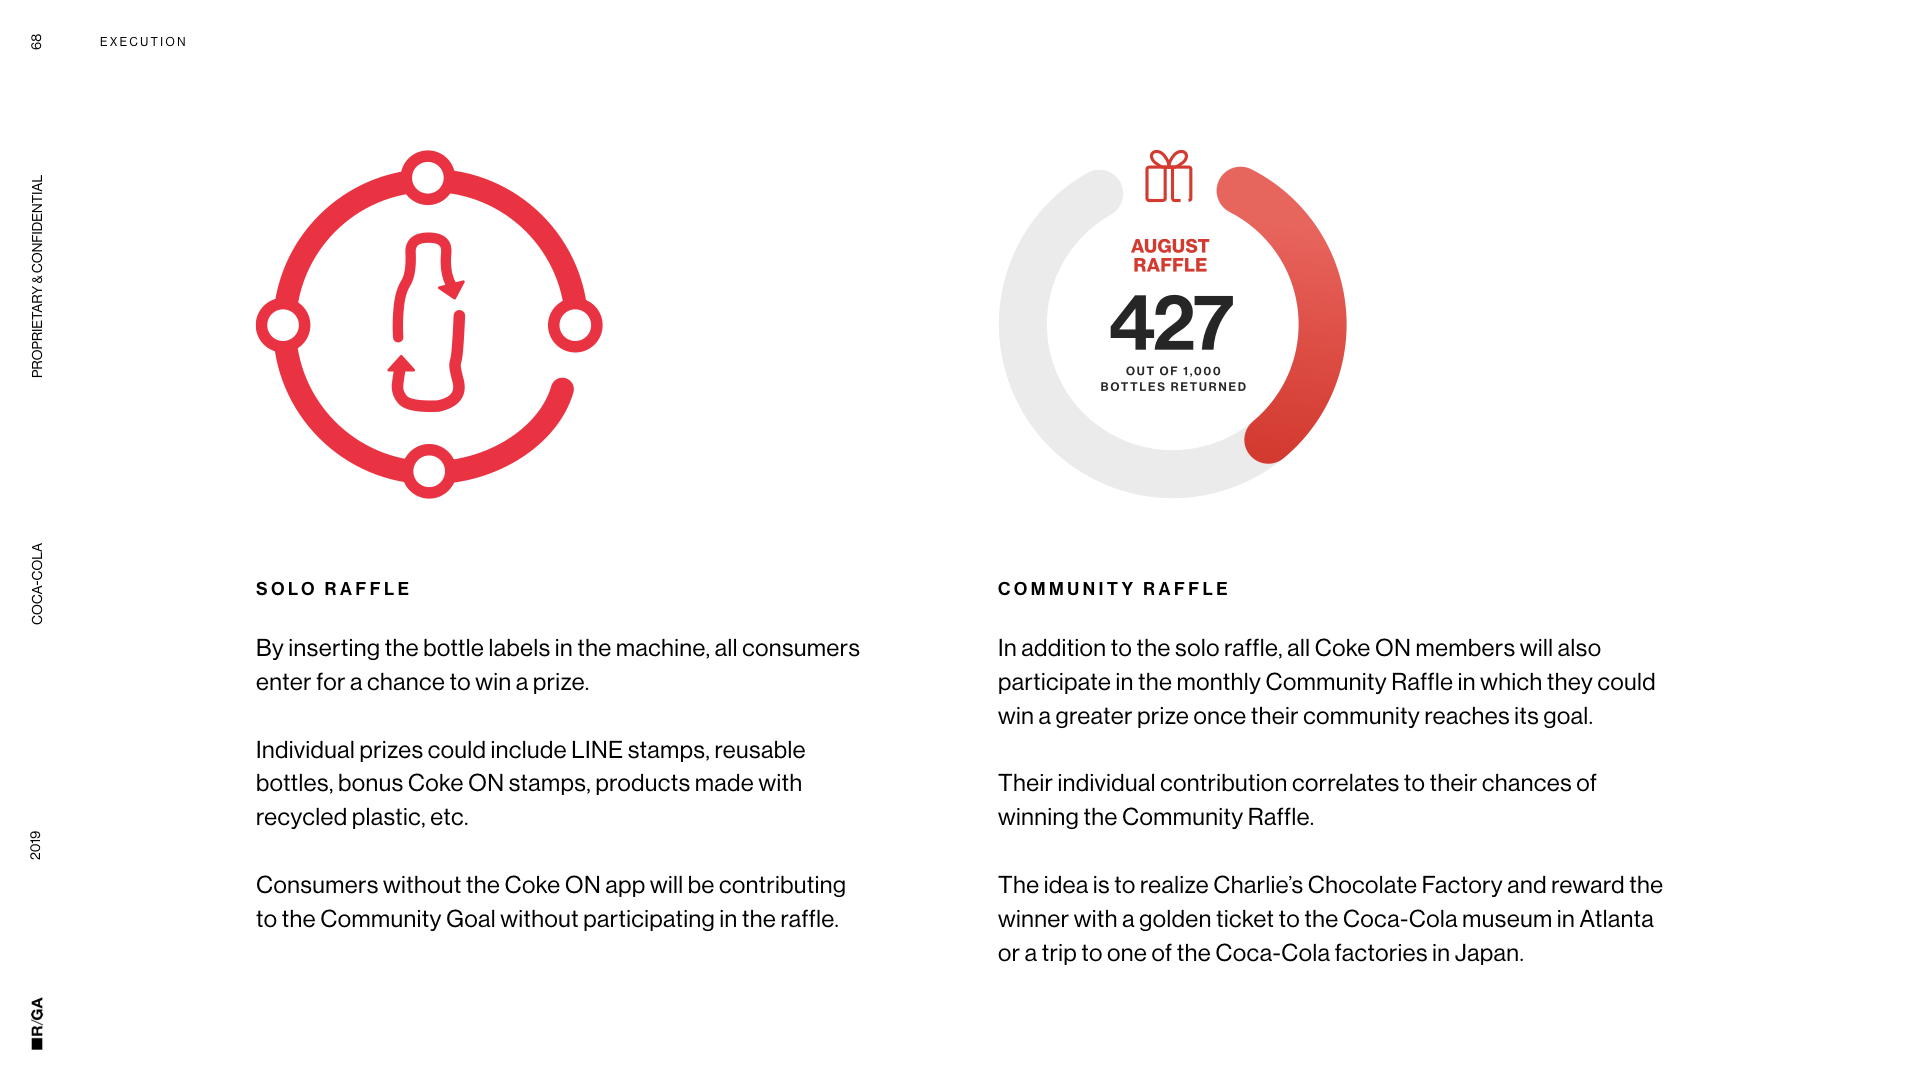 68
EXECUTION
PROPRIETARY & CONFIDENTIAL
COCA-COLA
2019
R/GA
AUGUST
RAFFLE
427
OUT OF 1,000
BOTTLES RETURNED
SOLO RAFFLE
By inserting the bottle labels in the machine, all consumers
enter for a chance to win a prize.
Individual prizes could include LINE stamps, reusable
bottles, bonus Coke ON stamps, products made with
recycled plastic, etc.
Consumers without the Coke ON app will be contributing
to the Community Goal without participating in the raffle.
COMMUNITY RAFFLE
In addition to the solo raffle, all Coke ON members will also
participate in the monthly Community Raffle in which they could
win a greater prize once their community reaches its goal.
Their individual contribution correlates to their chances of
winning the Community Raffle.
The idea is to realize Charlie’s Chocolate Factory and reward the
winner with a golden ticket to the Coca-Cola museum in Atlanta
or a trip to one of the Coca-Cola factories in Japan.